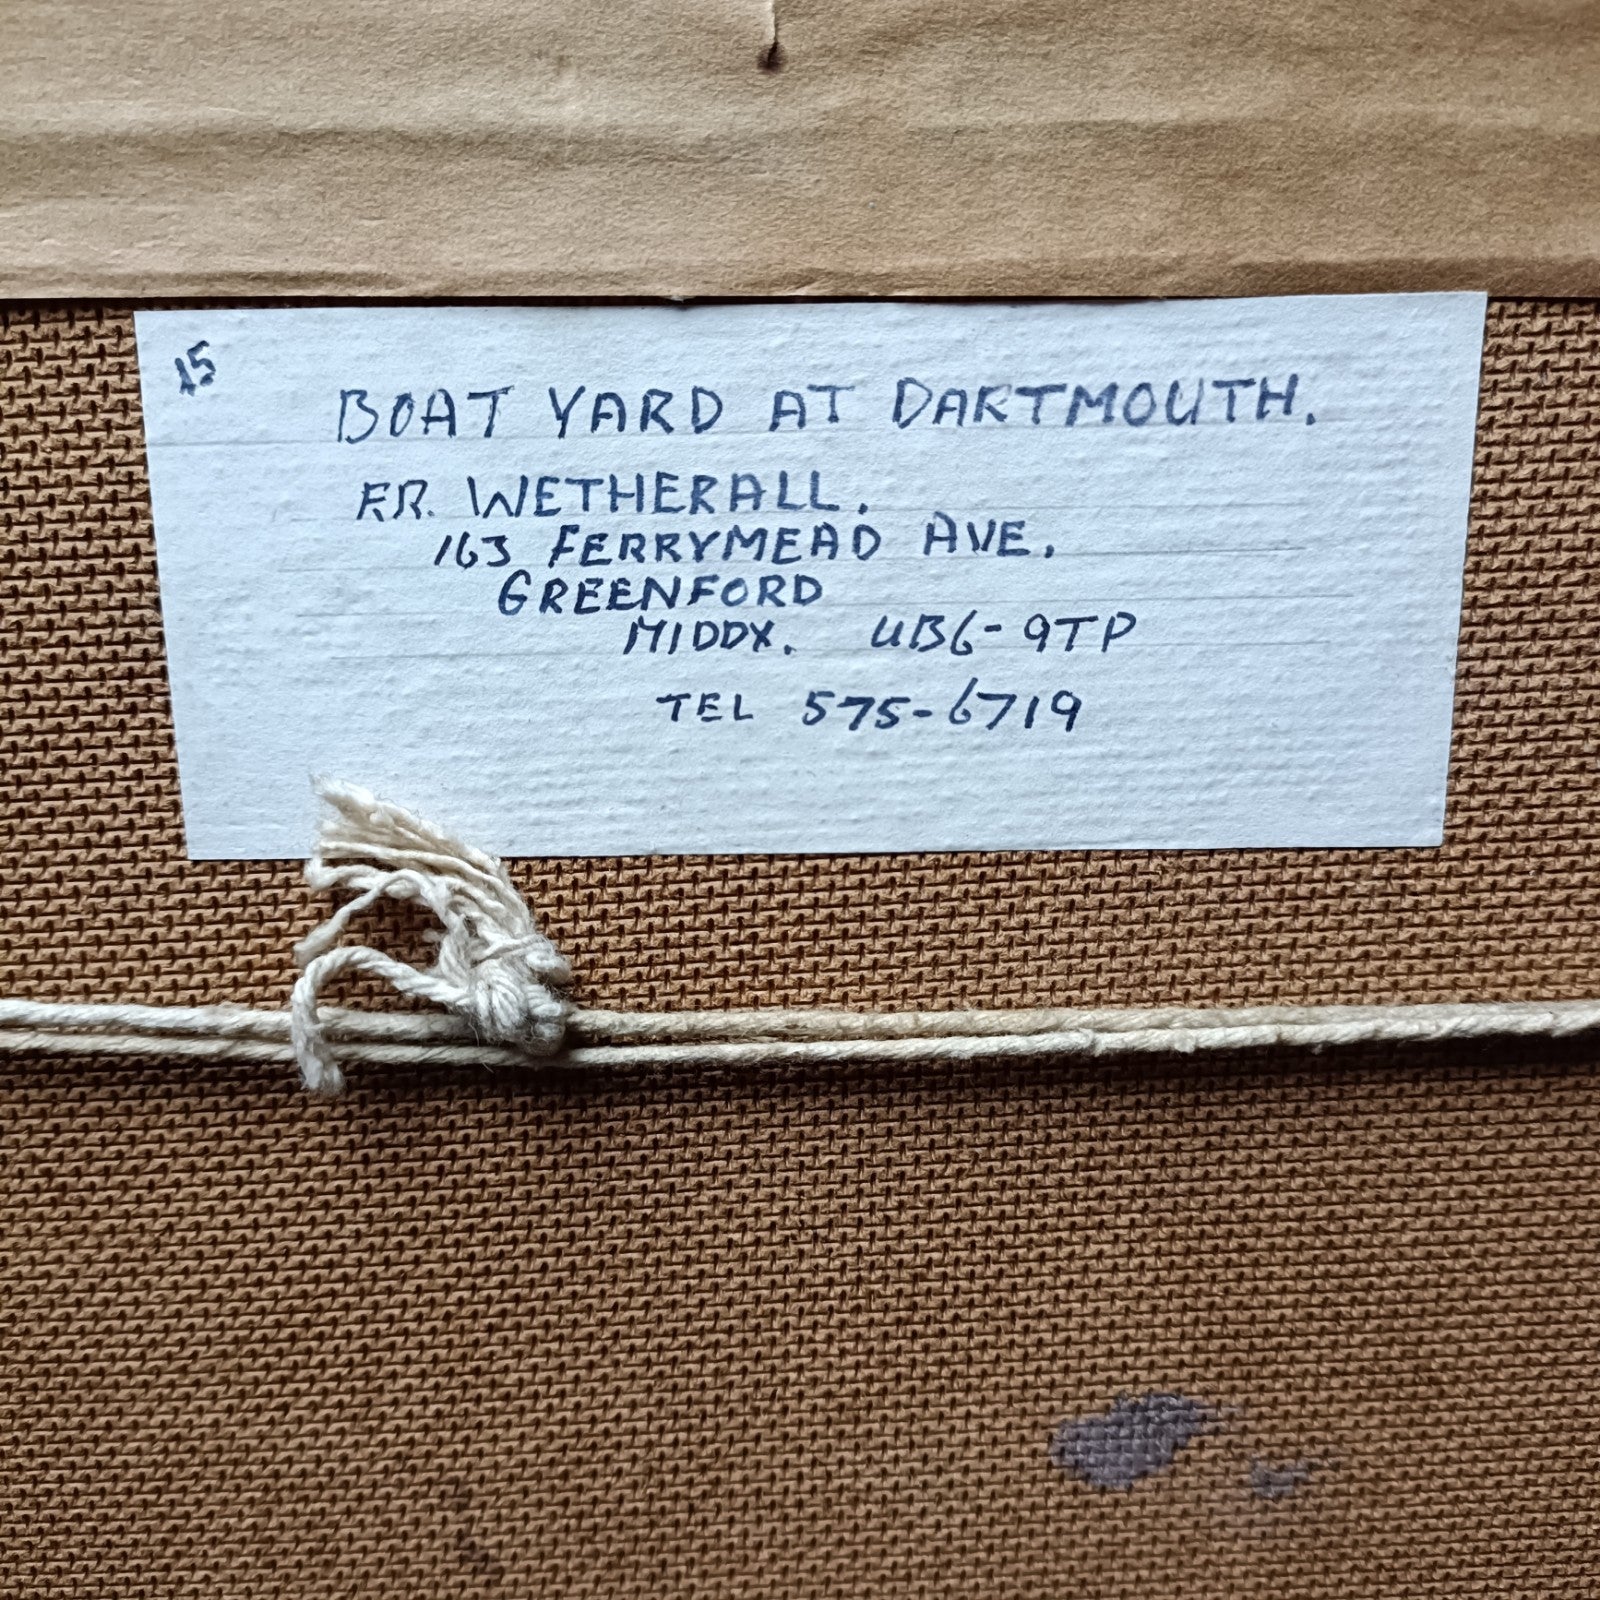 15
BOAT YARD AT DARTMOUTH.
F.R. WETHERALL.
163 FERRYMEAD AVE.
GREENFORD
MIDDX. UB6-9TP
TEL 575-6719